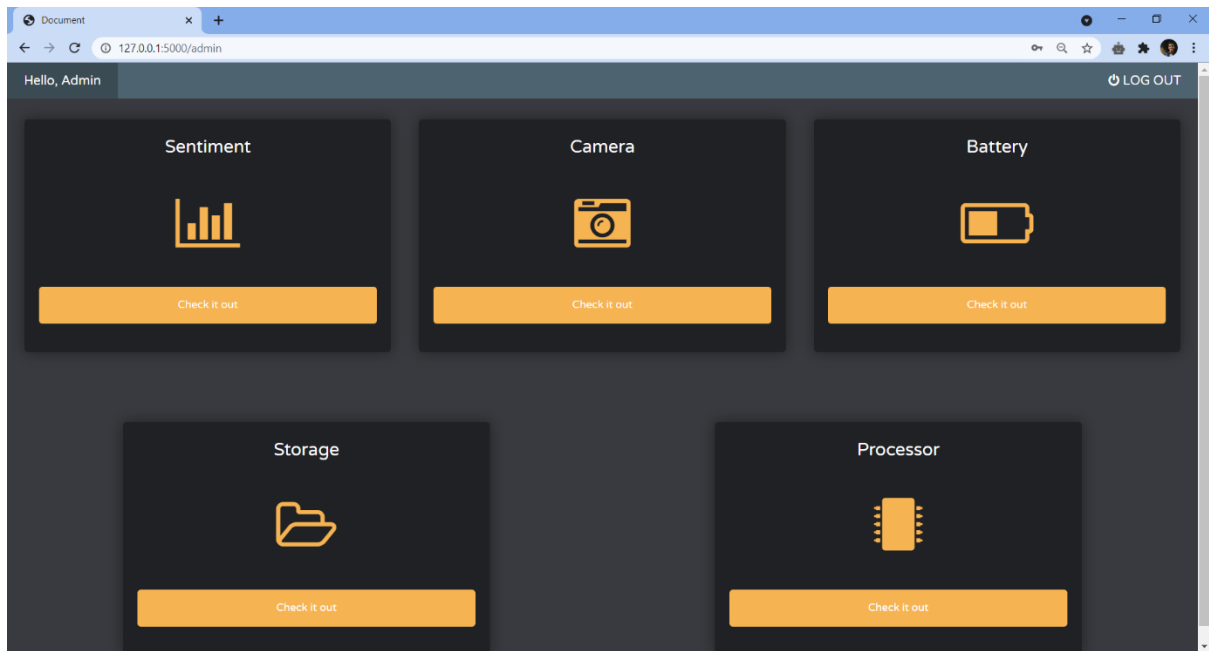 Document
127.0.0.1:5000/admin
Hello, Admin
LOG OUT
Sentiment
Camera
Battery
Check it out
Check it out
Check it out
Storage
Processor
Check it out
Check it out